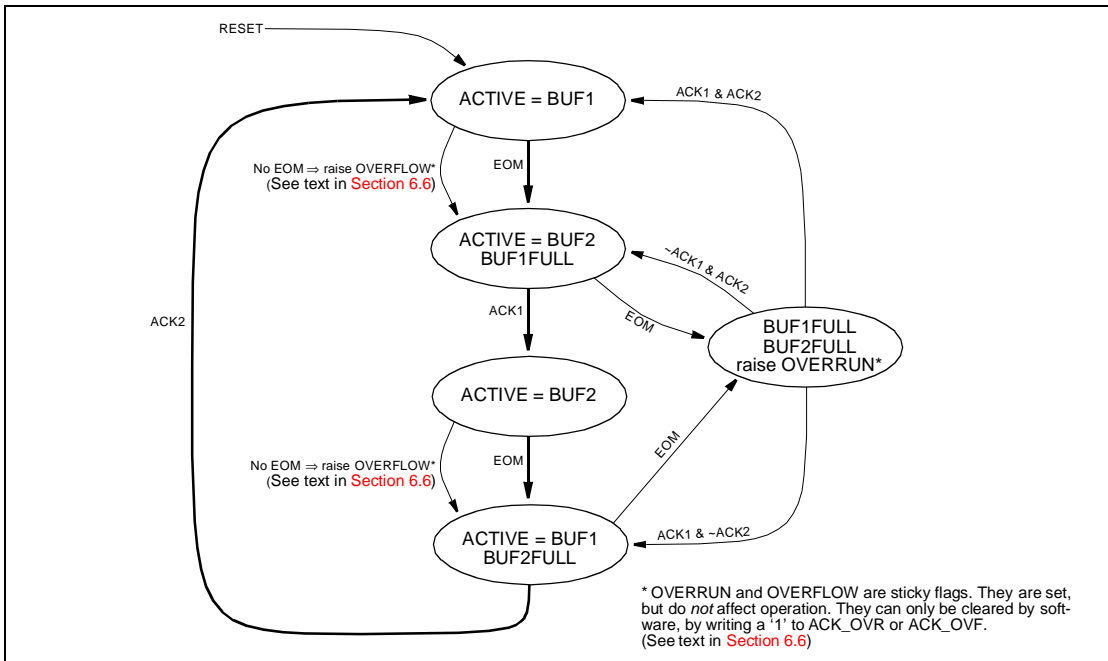 RESET
ACTIVE = BUF1
ACK1 & ACK2
No EOM ⇒ raise OVERFLOW*
(See text in Section 6.6)
EOM
ACTIVE = BUF2
BUF1FULL
~ACK1 & ACK2
EOM
ACK2
ACK1
BUF1FULL
BUF2FULL
raise OVERRUN*
ACTIVE = BUF2
EOM
No EOM ⇒ raise OVERFLOW*
(See text in Section 6.6)
EOM
ACTIVE = BUF1
BUF2FULL
ACK1 & ~ACK2
* OVERRUN and OVERFLOW are sticky flags. They are set,
but do not affect operation. They can only be cleared by soft-
ware, by writing a ‘1’ to ACK_OVR or ACK_OVF.
(See text in Section 6.6)